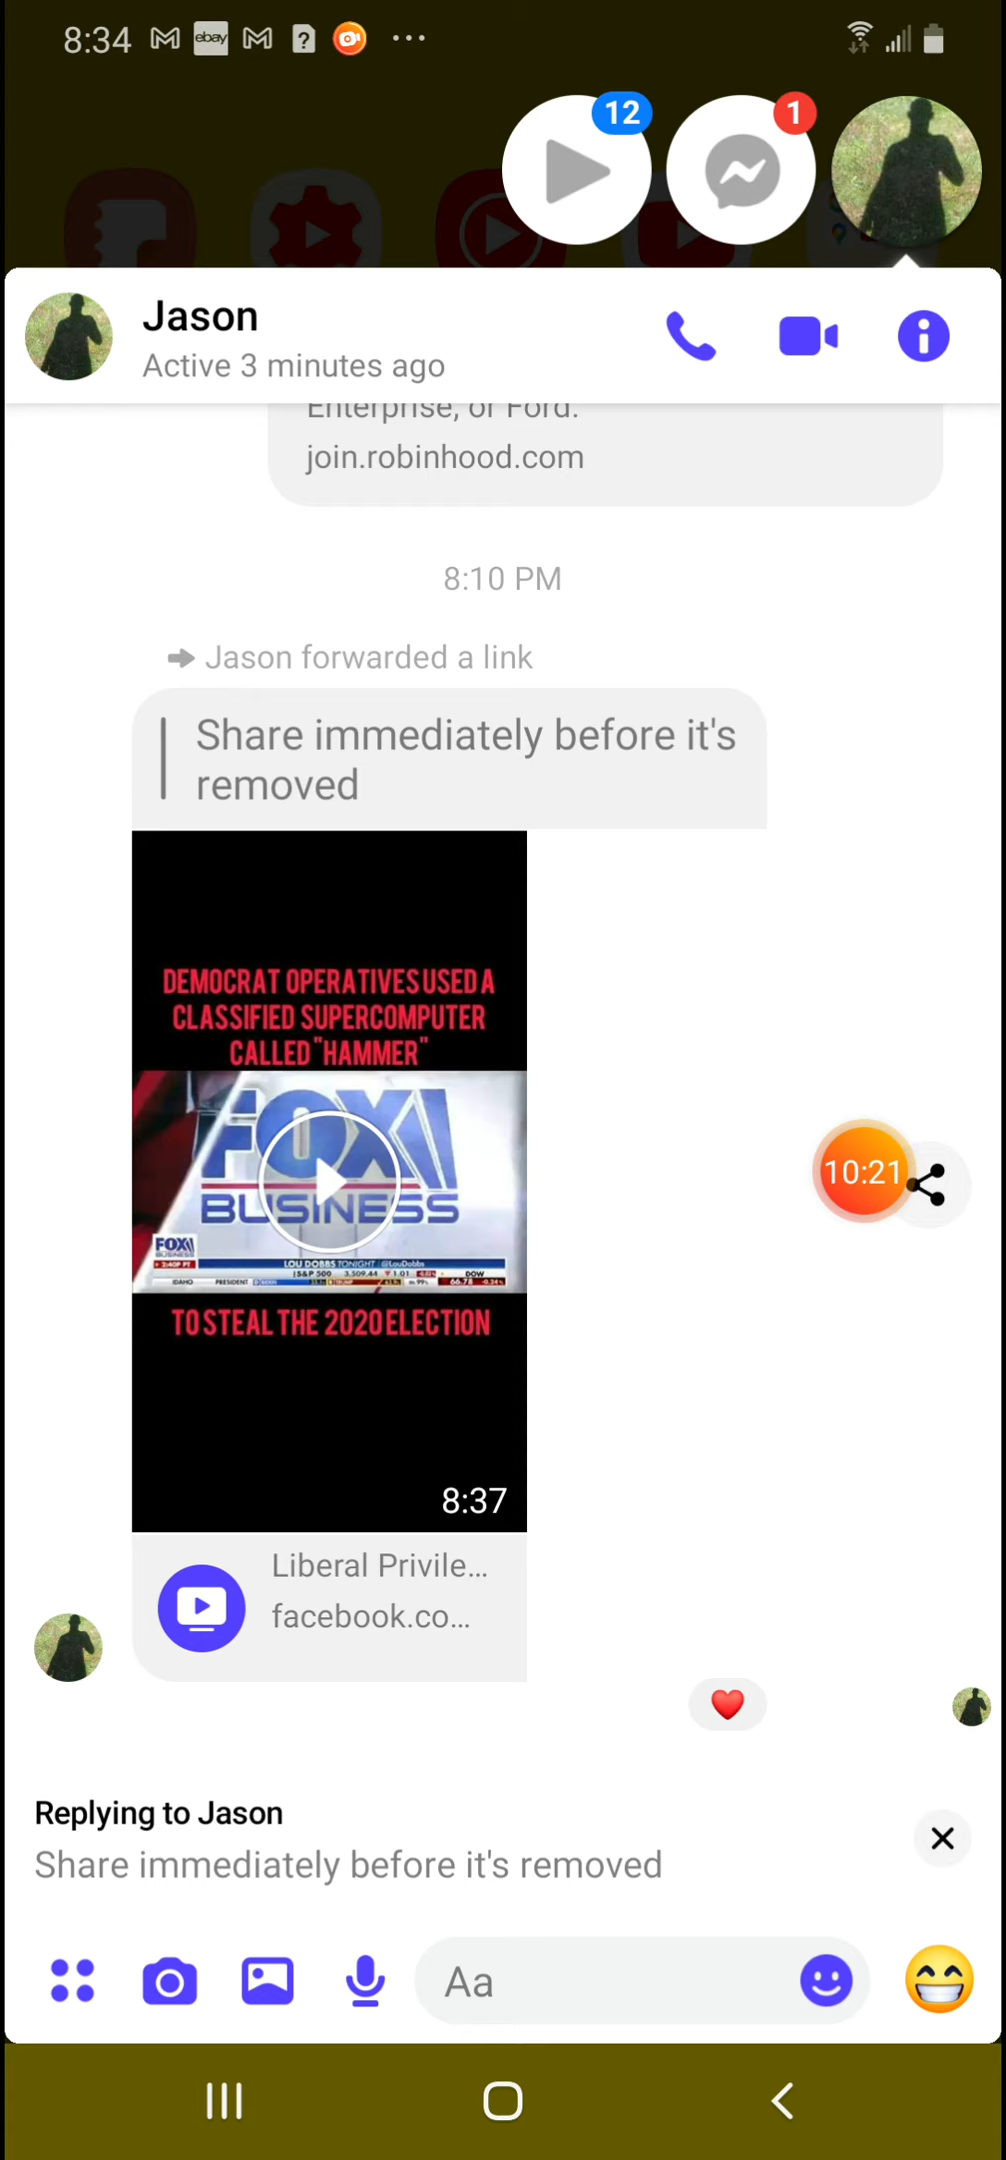 8:34
ebay
12
1
Jason
Active 3 minutes ago
Enterprise, or Ford.
join.robinhood.com
8:10 PM
Jason forwarded a link
Share immediately before it's
removed
DEMOCRAT OPERATIVES USED A
CLASSIFIED SUPERCOMPUTER
CALLED "HAMMER"
FOX
BUSINESS
FOX
BUSINESS
2:40P PT
LOU DOBBS TONIGHT @LouDobbs
S&P 500 3,509.44 ▼ 1.01 DOW
IDAHO PRESIDENT 66.78 -0.24%
10:21
TO STEAL THE 2020 ELECTION
8:37
Liberal Privile...
facebook.co...
Replying to Jason
Share immediately before it's removed
Aa